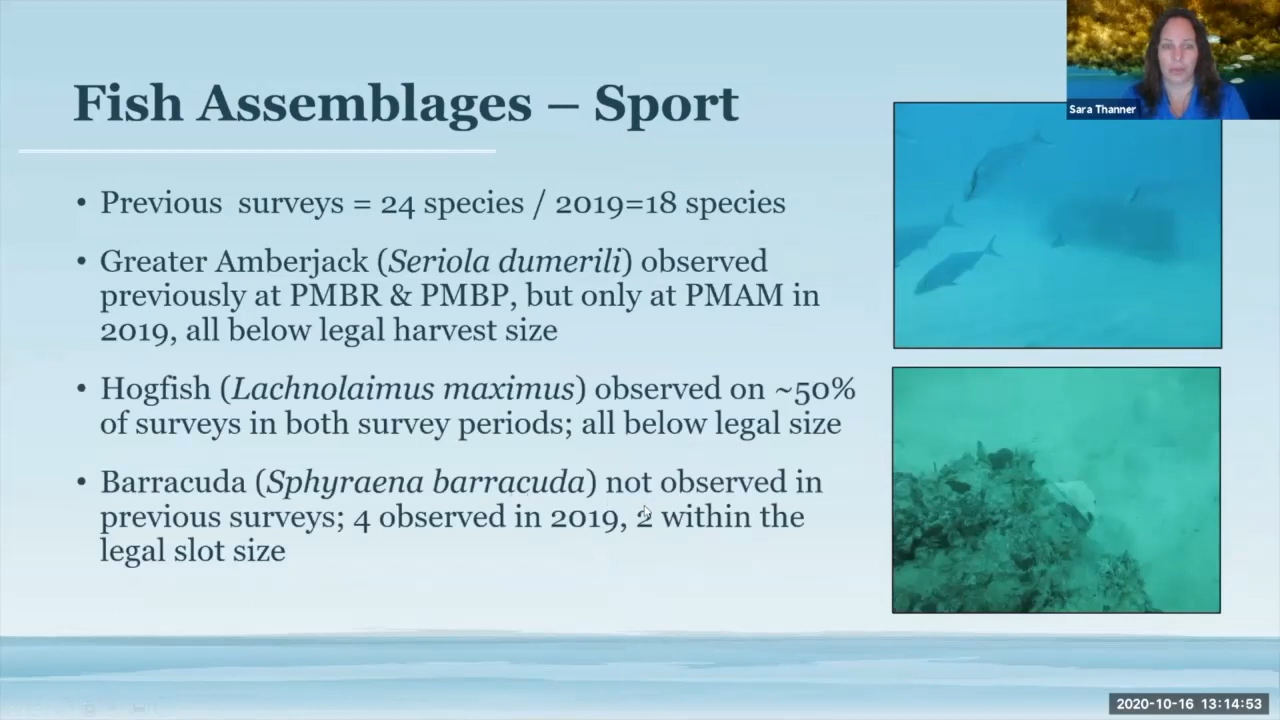 Sara Thanner
Fish Assemblages – Sport
• Previous  surveys = 24 species / 2019=18 species
• Greater Amberjack (Seriola dumerili) observed
previously at PMBR & PMBP, but only at PMAM in
2019, all below legal harvest size
• Hogfish (Lachnolaimus maximus) observed on ~50%
of surveys in both survey periods; all below legal size
• Barracuda (Sphyraena barracuda) not observed in
previous surveys; 4 observed in 2019, 2 within the
legal slot size
2020-10-16 13:14:53